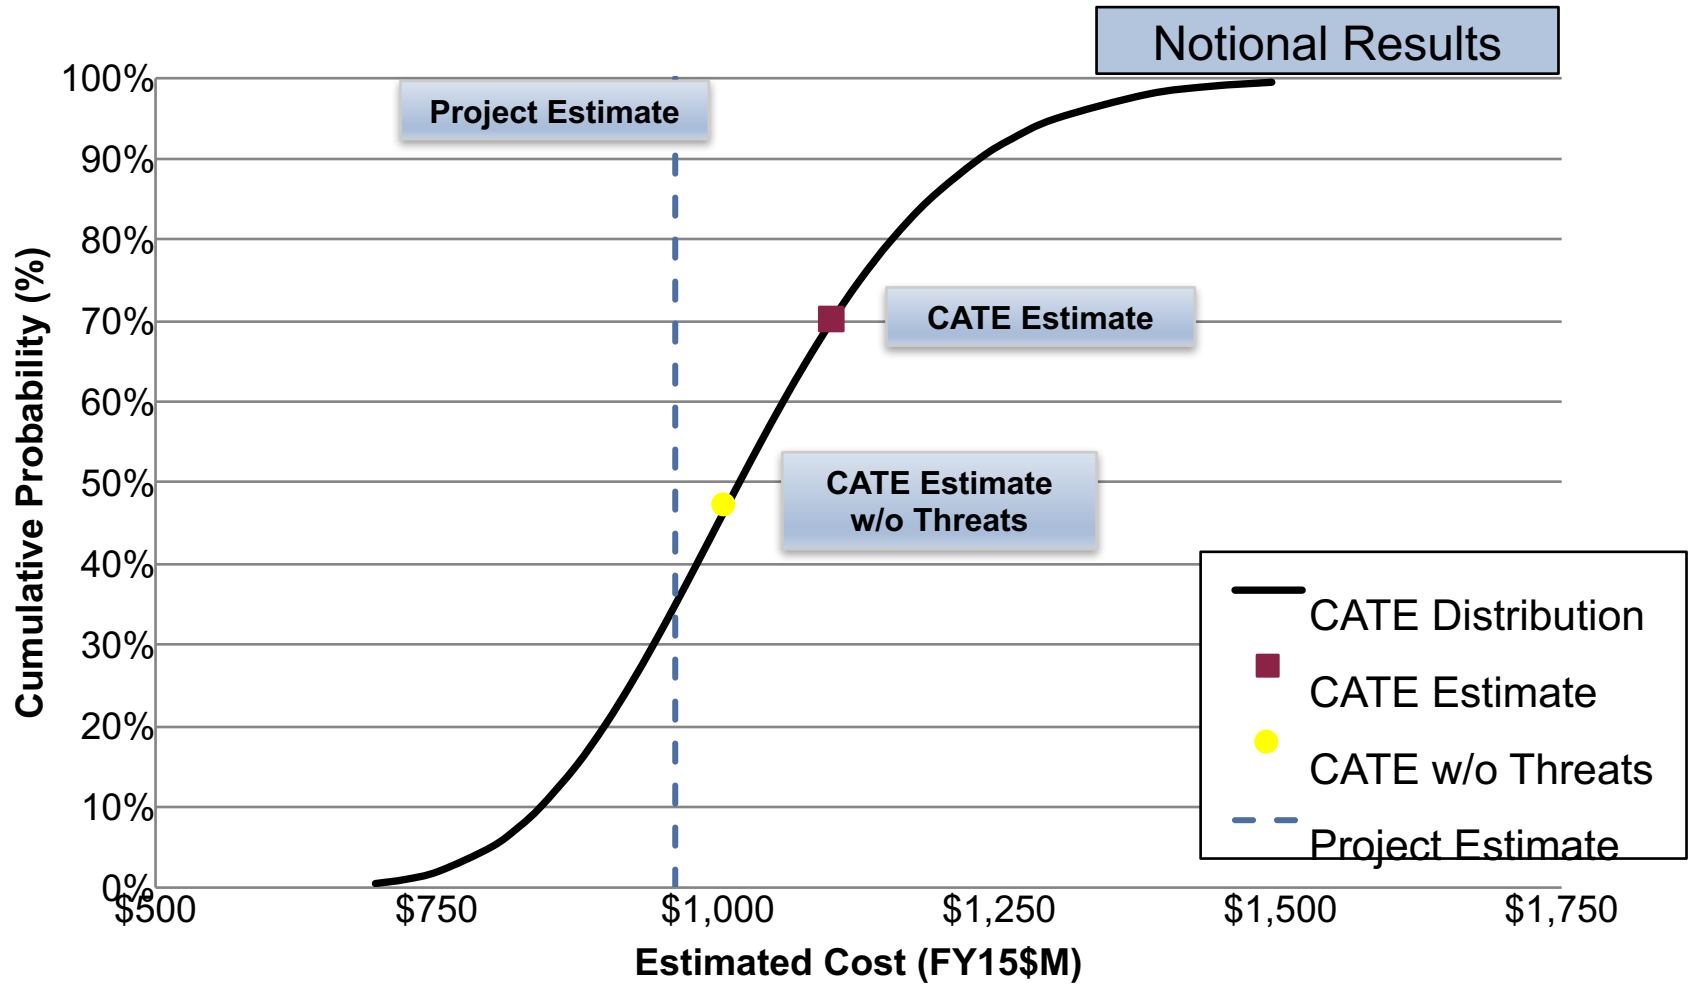 Notional Results
100%
Project Estimate
90%
80%
CATE Estimate
70%
60%
50%
CATE Estimate
w/o Threats
40%
30%
20%
10%
0%
Cumulative Probability (%)
CATE Distribution
CATE Estimate
CATE w/o Threats
Project Estimate
$500 $750 $1,000 $1,250 $1,500 $1,750
Estimated Cost (FY15$M)